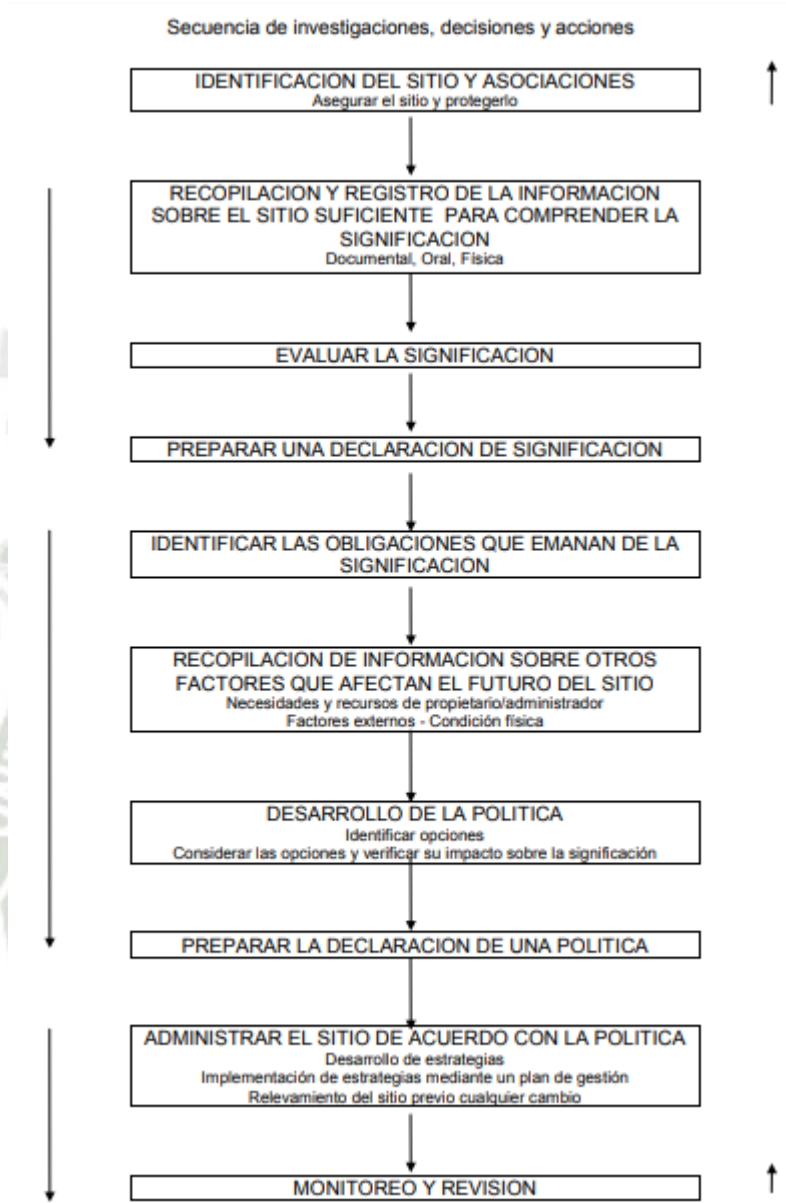 Secuencia de investigaciones, decisiones y acciones
IDENTIFICACION DEL SITIO Y ASOCIACIONES
Asegurar el sitio y protegerlo
RECOPILACION Y REGISTRO DE LA INFORMACION
SOBRE EL SITIO SUFICIENTE PARA COMPRENDER LA
SIGNIFICACION
Documental, Oral, Física
EVALUAR LA SIGNIFICACION
PREPARAR UNA DECLARACION DE SIGNIFICACION
IDENTIFICAR LAS OBLIGACIONES QUE EMANAN DE LA
SIGNIFICACION
RECOPILACION DE INFORMACION SOBRE OTROS
FACTORES QUE AFECTAN EL FUTURO DEL SITIO
Necesidades y recursos de propietario/administrador
Factores externos - Condición física
DESARROLLO DE LA POLITICA
Identificar opciones
Considerar las opciones y verificar su impacto sobre la significación
PREPARAR LA DECLARACION DE UNA POLITICA
ADMINISTRAR EL SITIO DE ACUERDO CON LA POLITICA
Desarrollo de estrategias
Implementación de estrategias mediante un plan de gestión
Relevamiento del sitio previo cualquier cambio
MONITOREO Y REVISION